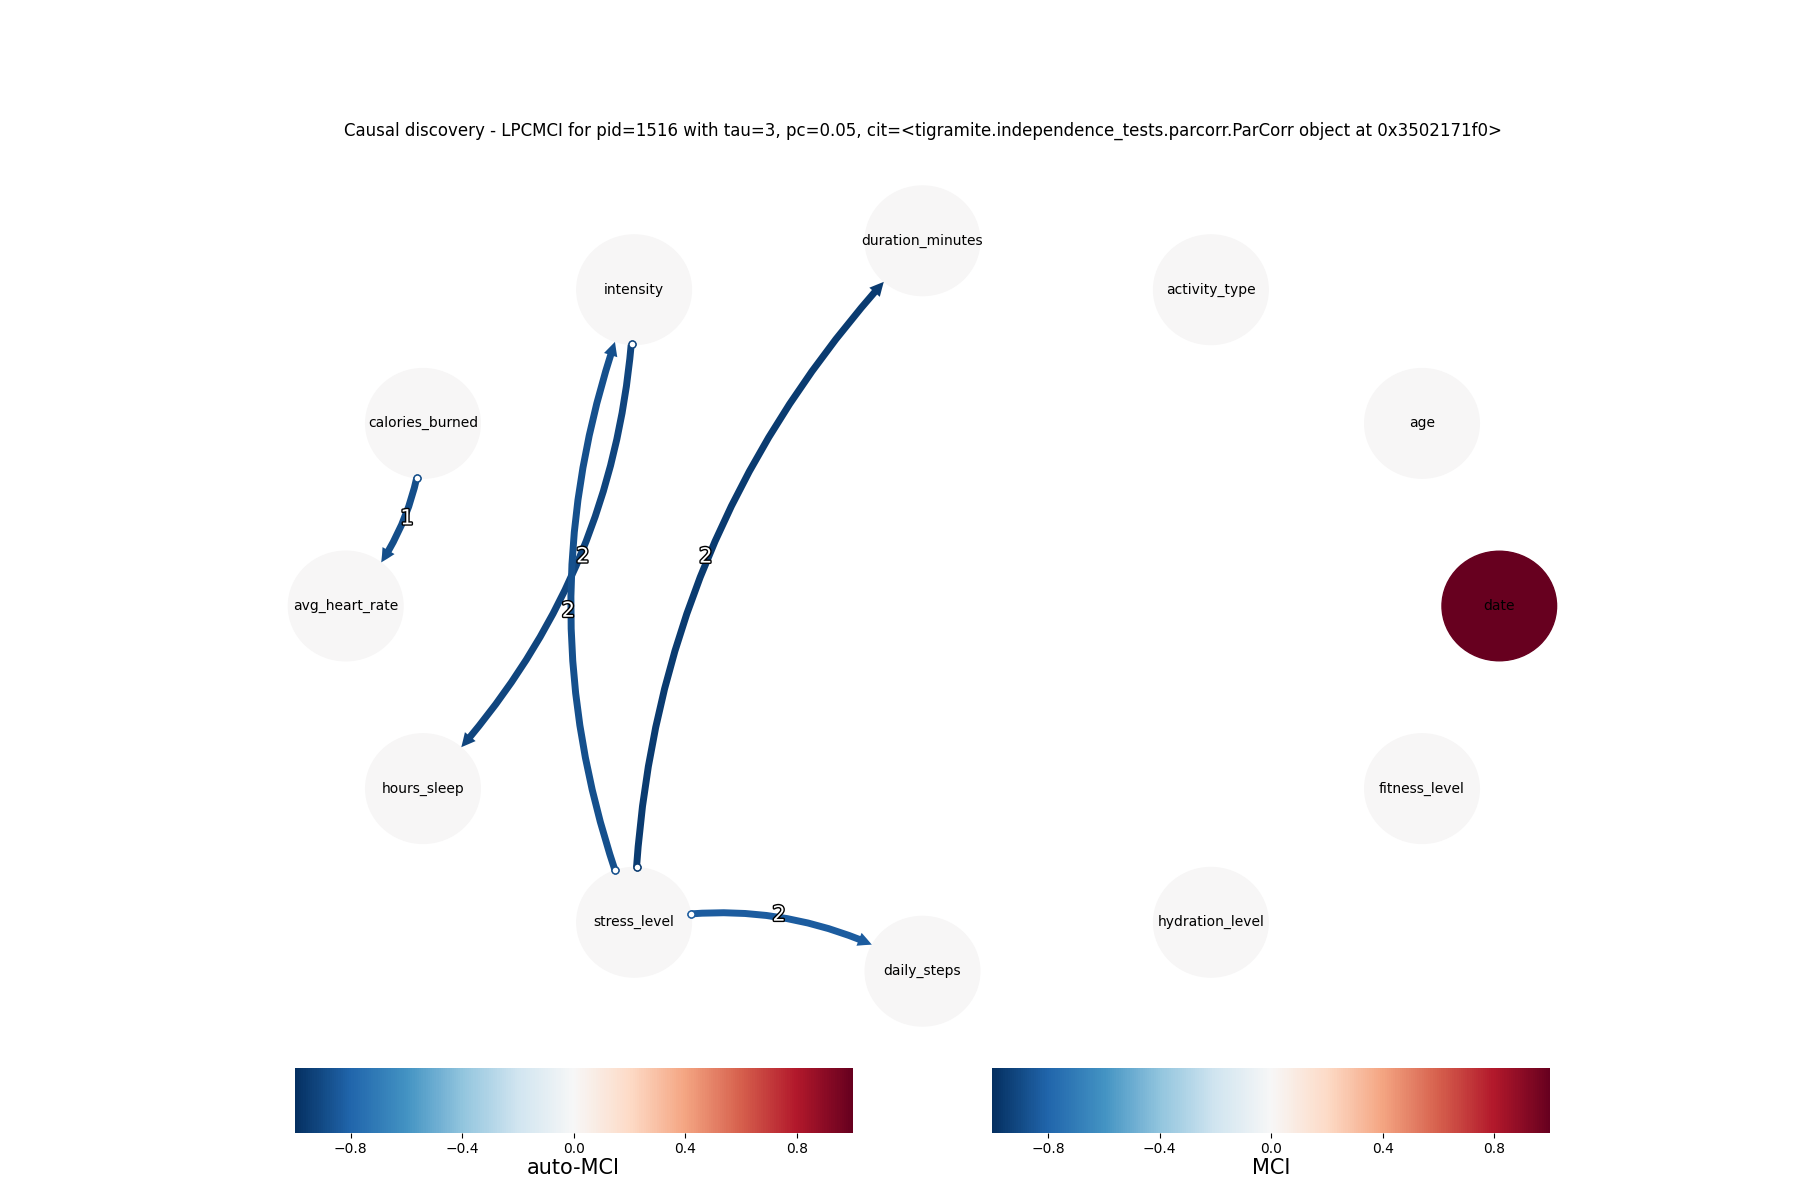 Causal discovery - LPCMCI for pid=1516 with tau=3, pc=0.05, cit=<tigramite.independence_tests.parcorr.ParCorr object at 0x3502171f0>
duration_minutes
intensity
activity_type
calories_burned
age
1
2
2
2
avg_heart_rate
date
hours_sleep
fitness_level
2
stress_level
hydration_level
daily_steps
−0.8 −0.4 0.0 0.4 0.8
auto-MCI
−0.8 −0.4 0.0 0.4 0.8
MCI